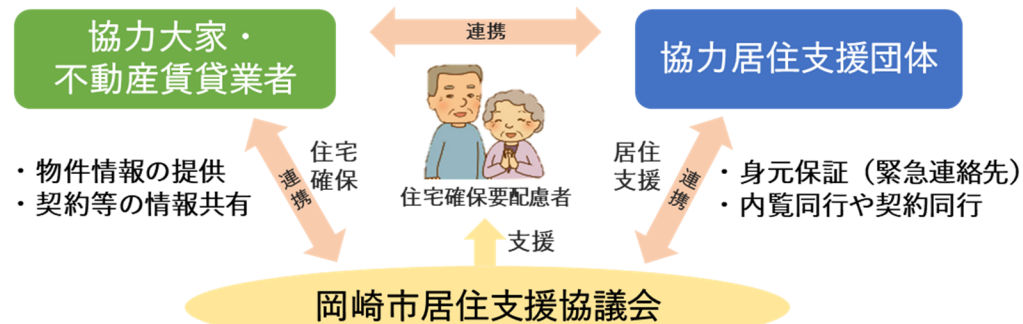 協力大家・
不動産賃貸業者
連携
協力居住支援団体
・物件情報の提供
・契約等の情報共有
連携
住宅
確保
住宅確保要配慮者
居住
支援
連携
・身元保証（緊急連絡先）
・内覧同行や契約同行
支援
岡崎市居住支援協議会